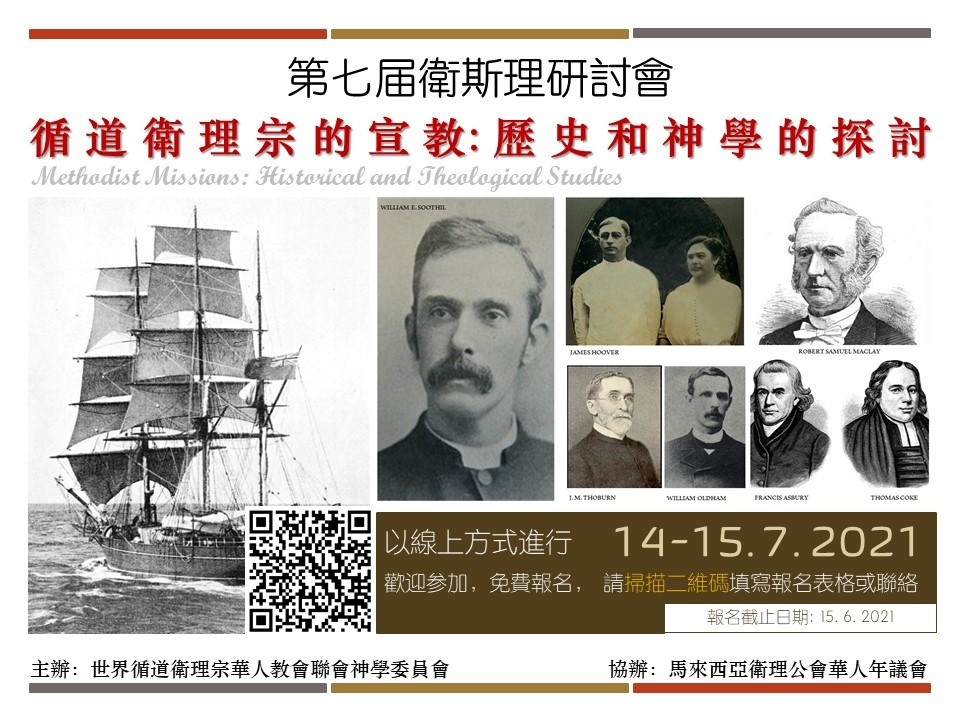 第七届衛斯理研討會
循道衛理宗的宣教:歷史和神學的探討
Methodist Missions: Historical and Theological Studies
WILLIAM E. SOOTHIL
JAMES HOOVER
ROBERT SAMUEL MACLAY
J.M. THOBURN
WILLIAM OLDHAM
FRANCIS ASBURY
THOMAS COKE
以線上方式進行 14-15.7.2021
歡迎參加，免費報名， 請掃描二維碼填寫報名表格或聯絡
報名截止日期: 15. 6. 2021
主辦：世界循道衛理宗華人教會聯會神學委員會
協辦：馬來西亞衛理公會華人年議會